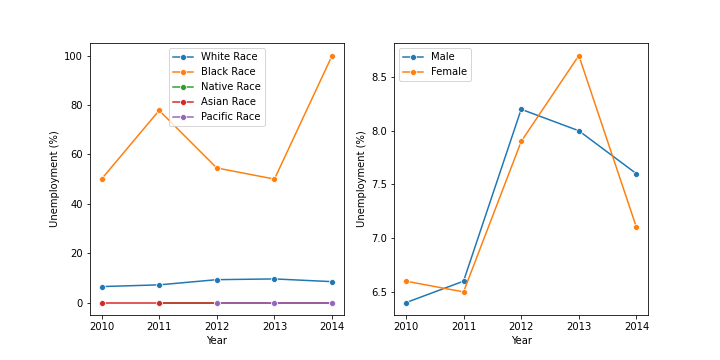 White Race
Black Race
Native Race
Asian Race
Pacific Race
100
80
60
40
20
0
Unemployment (%)
2010 2011 2012 2013 2014
Year
Male
Female
8.5
8.0
7.5
7.0
6.5
Unemployment (%)
2010 2011 2012 2013 2014
Year